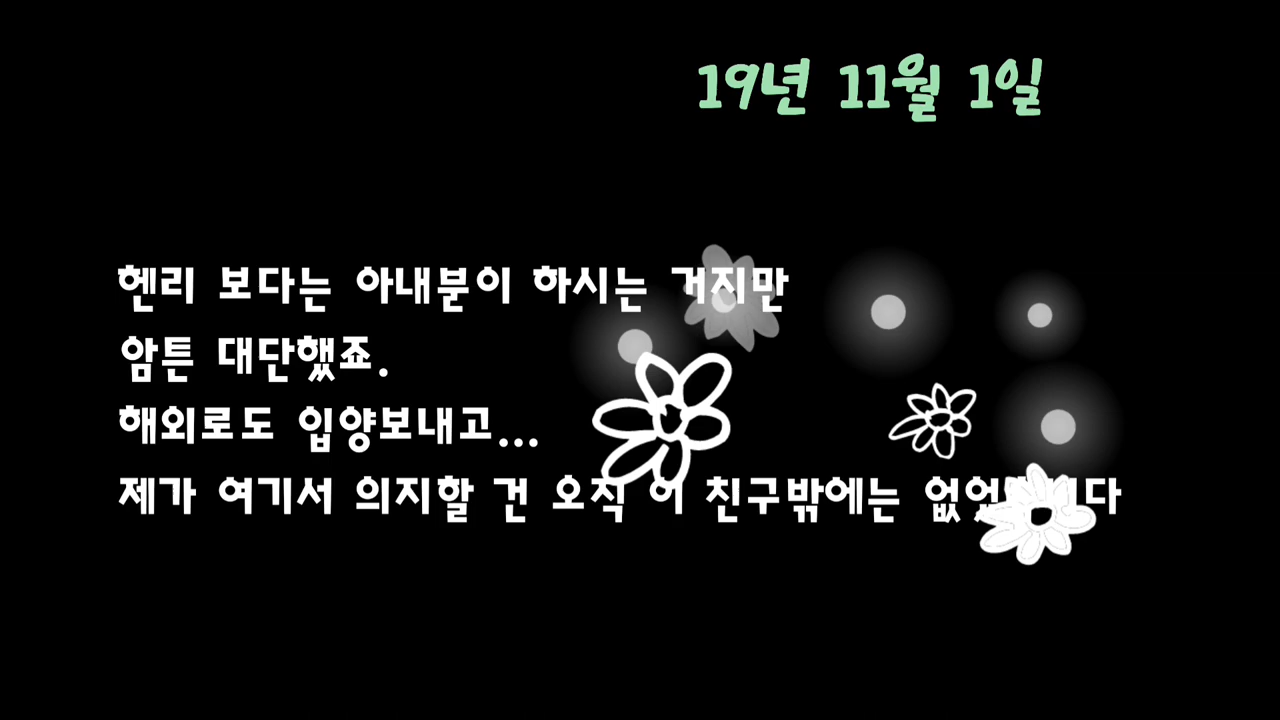 19년 11월 1일
헨리 보다는 아내분이 하시는 거지만
암튼 대단했죠.
해외로도 입양보내고...
제가 여기서 의지할 건 오직 이 친구밖에는